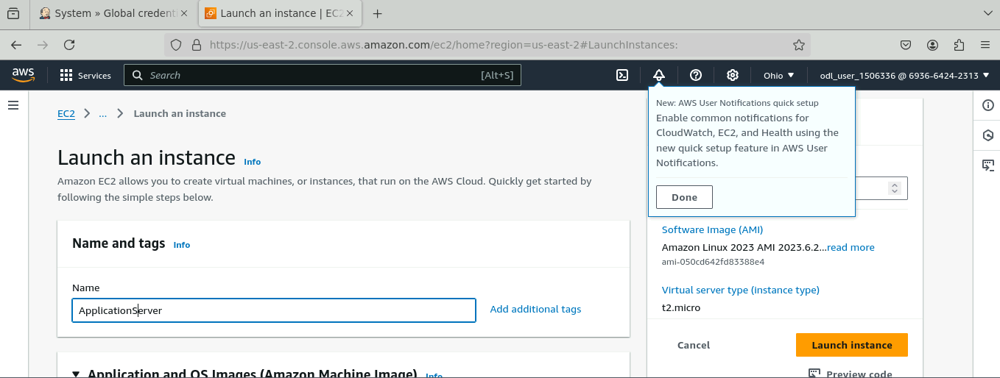 System » Global credenti
Launch an instance | EC2
https://us-east-2.console.aws.amazon.com/ec2/home?region=us-east-2#LaunchInstances:
aws
Services
Search
[Alt+S]
Ohio
odl_user_1506336 @ 6936-6424-2313
EC2
...
Launch an instance
New: AWS User Notifications quick setup
Enable common notifications for
CloudWatch, EC2, and Health using the
new quick setup feature in AWS User
Notifications.
Done
Launch an instance Info
Amazon EC2 allows you to create virtual machines, or instances, that run on the AWS Cloud. Quickly get started by
following the simple steps below.
Name and tags Info
Name
ApplicationServer
Add additional tags
Application and OS Images (Amazon Machine Image) Info
Software Image (AMI)
Amazon Linux 2023 AMI 2023.6.2...read more
ami-050cd642fd83388e4
Virtual server type (instance type)
t2.micro
Cancel
Launch instance
Preview code